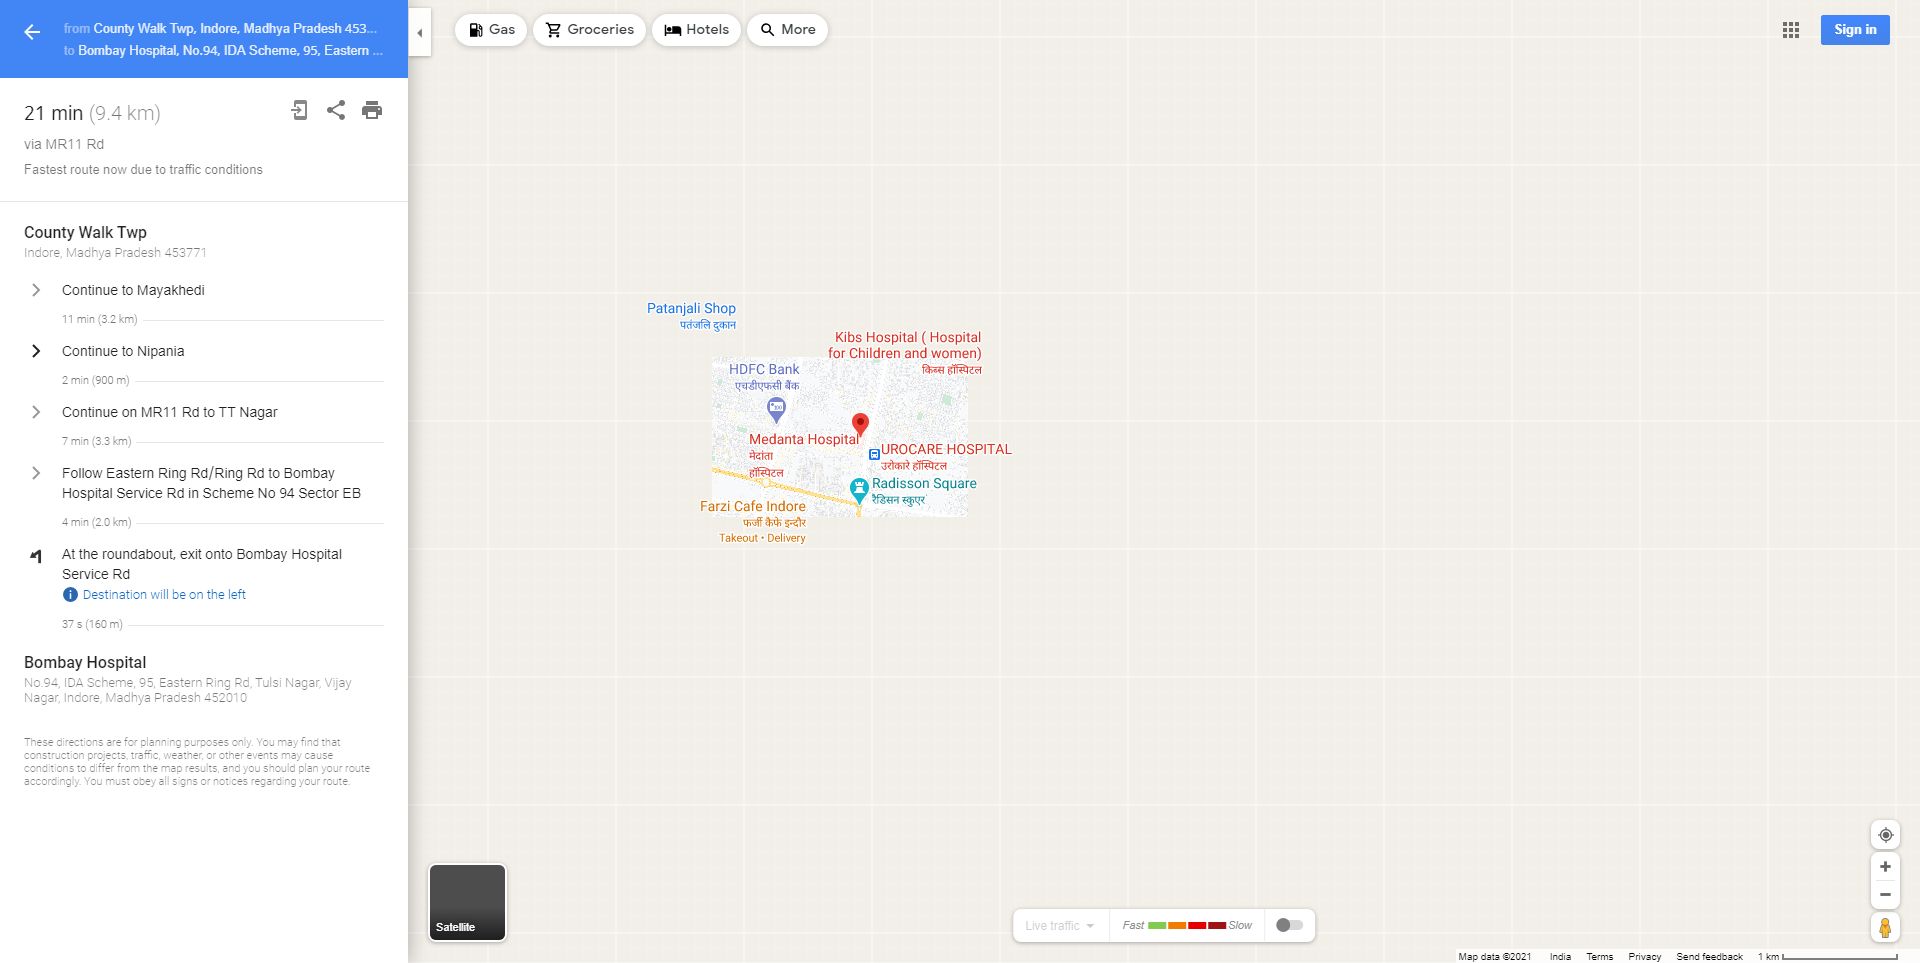 from County Walk Twp, Indore, Madhya Pradesh 453...
to Bombay Hospital, No.94, IDA Scheme, 95, Eastern ...
21 min (9.4 km)
via MR11 Rd
Fastest route now due to traffic conditions
County Walk Twp
Indore, Madhya Pradesh 453771
Continue to Mayakhedi
11 min (3.2 km)
Continue to Nipania
2 min (900 m)
Continue on MR11 Rd to TT Nagar
7 min (3.3 km)
Follow Eastern Ring Rd/Ring Rd to Bombay
Hospital Service Rd in Scheme No 94 Sector EB
4 min (2.0 km)
At the roundabout, exit onto Bombay Hospital
Service Rd
Destination will be on the left
37 s (160 m)
Bombay Hospital
No.94, IDA Scheme, 95, Eastern Ring Rd, Tulsi Nagar, Vijay
Nagar, Indore, Madhya Pradesh 452010
These directions are for planning purposes only. You may find that
construction projects, traffic, weather, or other events may cause
conditions to differ from the map results, and you should plan your route
accordingly. You must obey all signs or notices regarding your route.
Gas
Groceries
Hotels
More
Sign in
Patanjali Shop
पतंजलि दुकान
Kibs Hospital ( Hospital
for Children and women)
किब्स हॉस्पिटल
HDFC Bank
एचडीएफसी बैंक
Medanta Hospital
मेदांता
हॉस्पिटल
UROCARE HOSPITAL
उरोकारे हॉस्पिटल
Radisson Square
रैडिसन स्कुएर
Farzi Cafe Indore
फर्जी कैफे इन्दौर
Takeout • Delivery
Satellite
Live traffic
Fast
Slow
Map data ©2021
India
Terms
Privacy
Send feedback
1 km